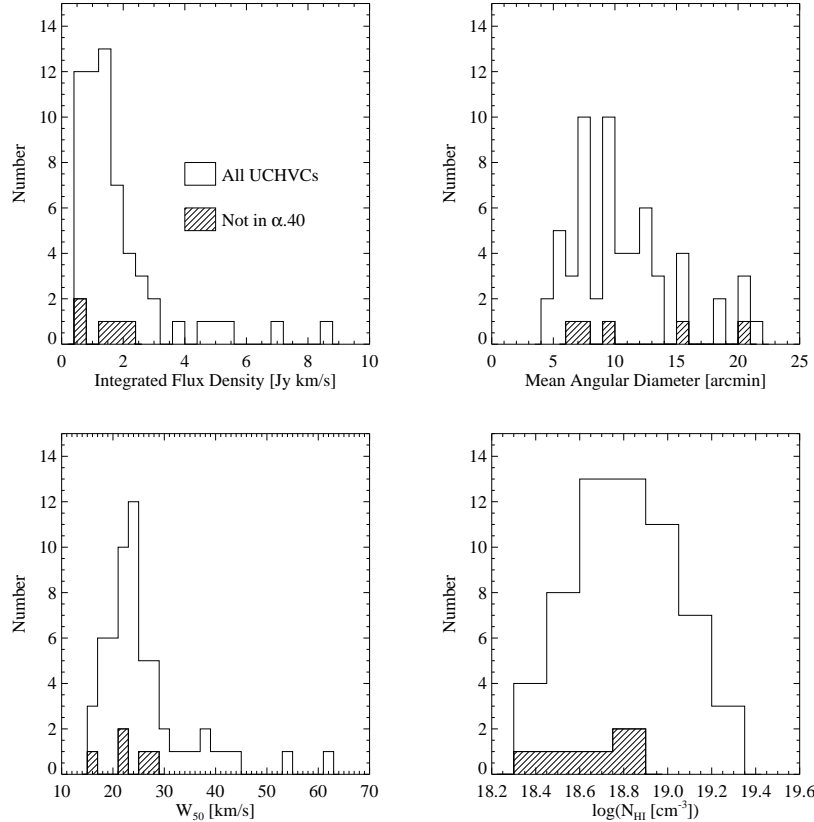 14
12
10
8
6
4
2
0
Number
All UCHVCs
Not in α.40
0 2 4 6 8 10
Integrated Flux Density [Jy km/s]
14
12
10
8
6
4
2
0
Number
0 5 10 15 20 25
Mean Angular Diameter [arcmin]
14
12
10
8
6
4
2
0
Number
10 20 30 40 50 60 70
W50 [km/s]
14
12
10
8
6
4
2
0
Number
18.2 18.4 18.6 18.8 19.0 19.2 19.4 19.6
log(NHI [cm-3])